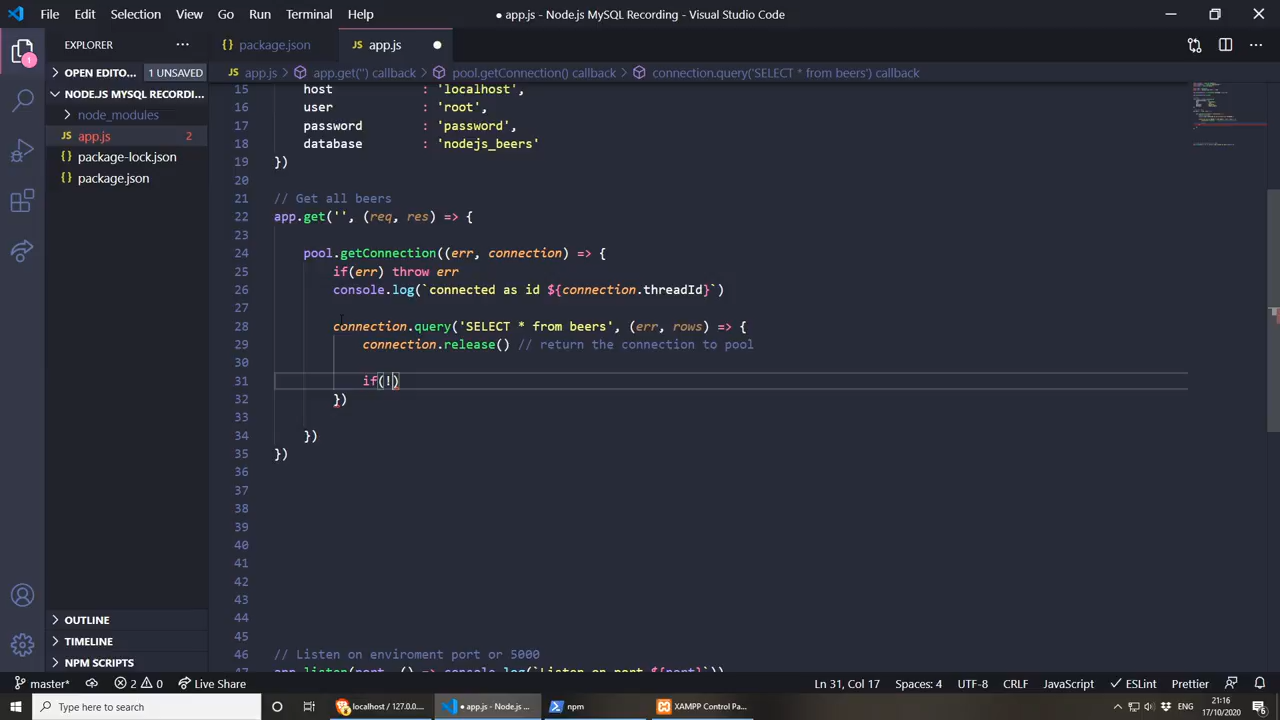 File Edit Selection View Go Run Terminal Help
● app.js - Node.js MySQL Recording - Visual Studio Code
EXPLORER
OPEN EDITO... 1 UNSAVED
NODE.JS MYSQL RECORDI...
node_modules
JS app.js 2
{} package-lock.json
{} package.json
OUTLINE
TIMELINE
NPM SCRIPTS
1
{} package.json
JS app.js ●
JS app.js > app.get('') callback > pool.getConnection() callback > connection.query('SELECT * from beers') callback
15 host : 'localhost',
16 user : 'root',
17 password : 'password',
18 database : 'nodejs_beers'
19 })
20
21 // Get all beers
22 app.get('', (req, res) => {
23
24 pool.getConnection((err, connection) => {
25 if(err) throw err
26 console.log(`connected as id ${connection.threadId}`)
27
28 connection.query('SELECT * from beers', (err, rows) => {
29 connection.release() // return the connection to pool
30
31 if(!)
32 })
33
34 })
35 })
36
37
38
39
40
41
42
43
44
45
46 // Listen on enviroment port or 5000
47 app.listen(port, () => console.log(`Listen on port ${port}`))
master* 2 0 Live Share
Ln 31, Col 17 Spaces: 4 UTF-8 CRLF JavaScript ESLint Prettier
Type here to search
localhost / 127.0.0....
● app.js - Node.js ...
npm
XAMPP Control Pa...
ENG
21:16
17/10/2020
6